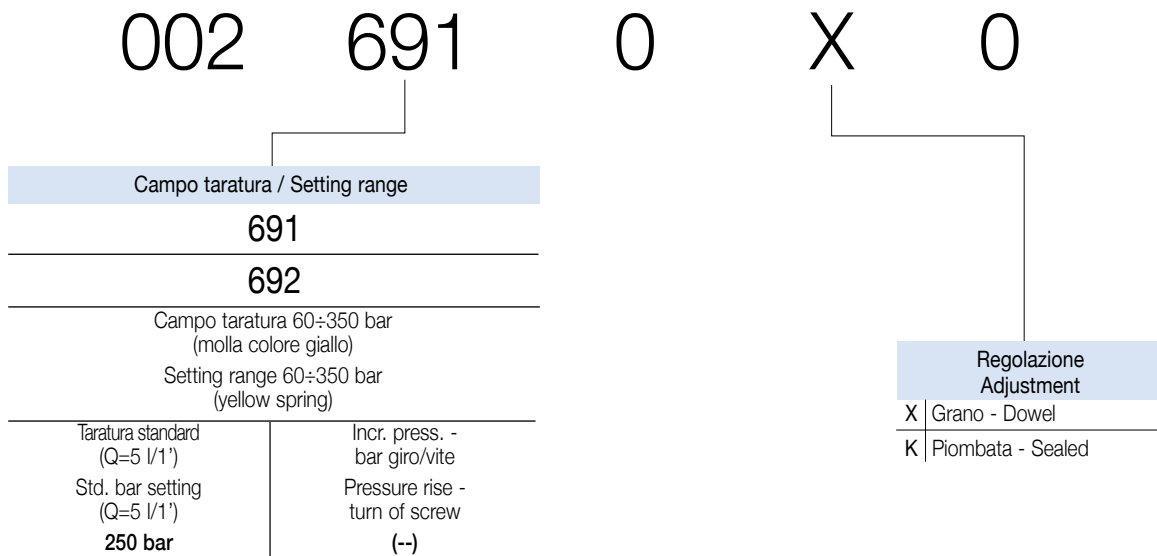 002 691 0 X 0
Campo taratura / Setting range
691
692
Campo taratura 60÷350 bar
(molla colore giallo)
Setting range 60÷350 bar
(yellow spring)
Taratura standard
(Q=5 l/1')
Std. bar setting
(Q=5 l/1')
250 bar
Incr. press. -
bar giro/vite
Pressure rise -
turn of screw
(--)
Regolazione
Adjustment
X Grano - Dowel
K Piombata - Sealed